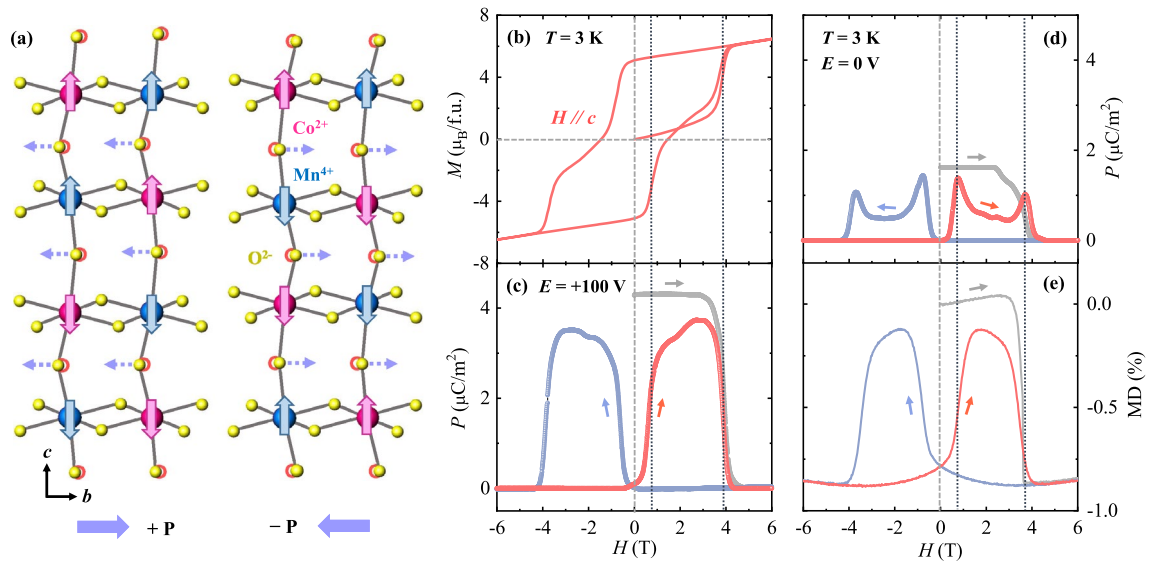 (a)
Co²⁺
Mn⁴⁺
O²⁻
c
b
+ P
− P
(b)
T = 3 K
H // c
M (μB/f.u.)
8
4
0
-4
-8
(c)
E = +100 V
P (μC/m²)
4
2
0
-6 -4 -2 0 2 4 6
H (T)
T = 3 K
(d)
E = 0 V
4
2
0
P (μC/m²)
(e)
0.0
-0.5
-1.0
MD (%)
-6 -4 -2 0 2 4 6
H (T)